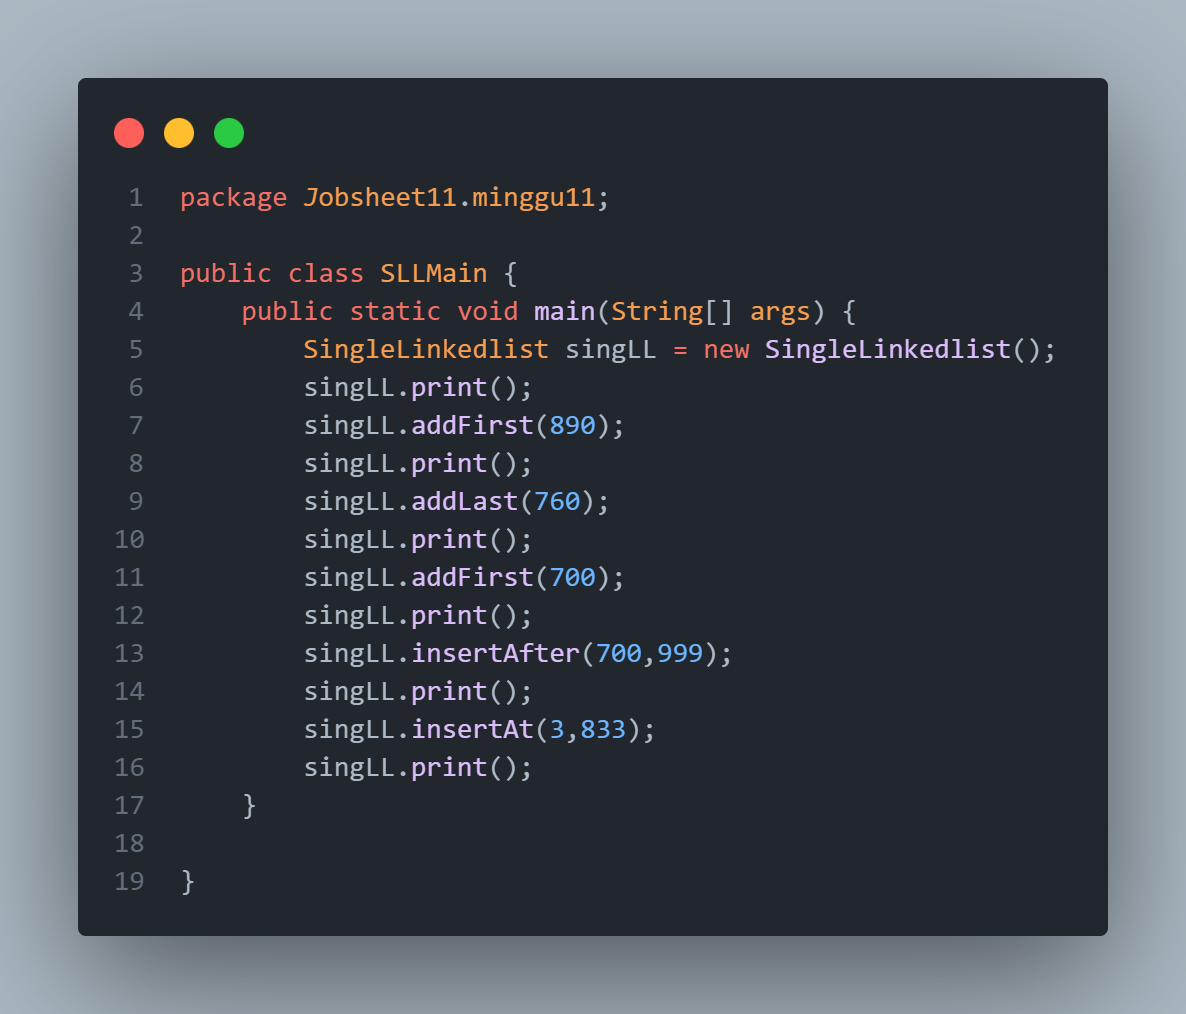 1 package Jobsheet11.minggu11;
2
3 public class SLLMain {
4     public static void main(String[] args) {
5         SingleLinkedlist singLL = new SingleLinkedlist();
6         singLL.print();
7         singLL.addFirst(890);
8         singLL.print();
9         singLL.addLast(760);
10         singLL.print();
11         singLL.addFirst(700);
12         singLL.print();
13         singLL.insertAfter(700,999);
14         singLL.print();
15         singLL.insertAt(3,833);
16         singLL.print();
17     }
18
19 }